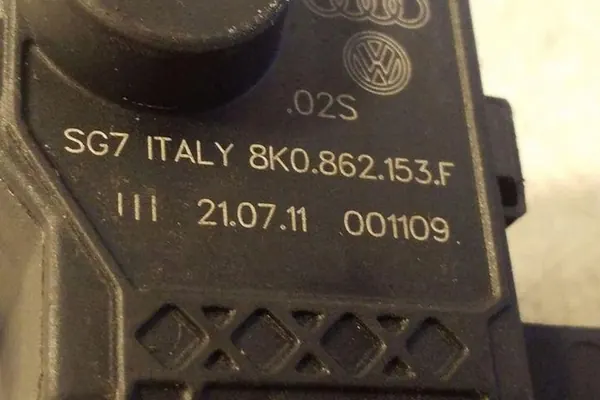 .02S
SG7 ITALY 8K0.862.153.F
III 21.07.11 001109